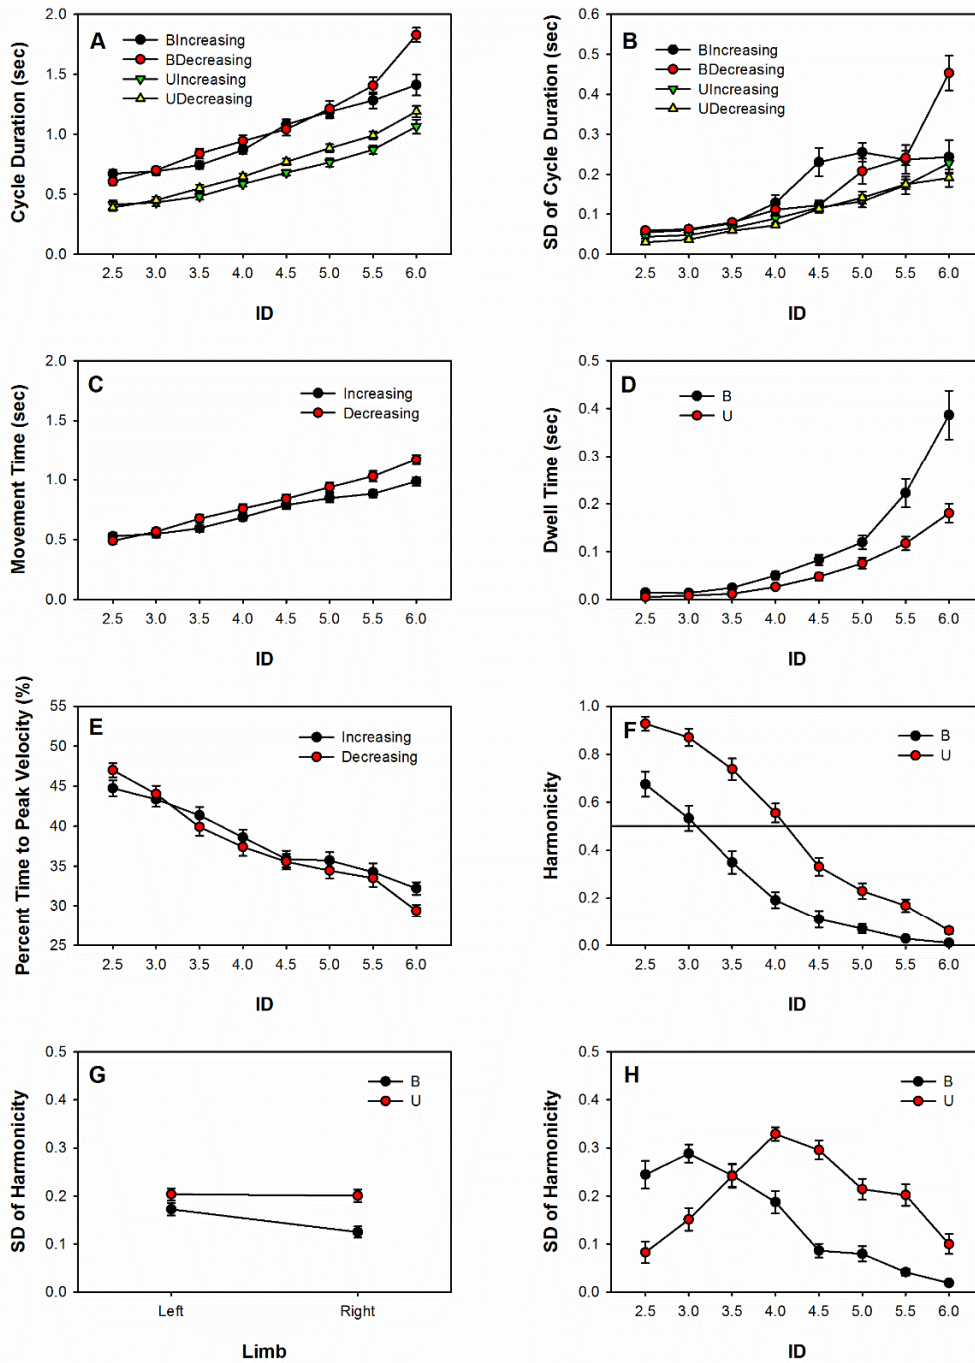 A
BIncreasing
BDecreasing
UIncreasing
UDecreasing
Cycle Duration (sec)
2.0
1.5
1.0
0.5
0.0
2.5 3.0 3.5 4.0 4.5 5.0 5.5 6.0
ID
B
BIncreasing
BDecreasing
UIncreasing
UDecreasing
SD of Cycle Duration (sec)
0.6
0.5
0.4
0.3
0.2
0.1
0.0
2.5 3.0 3.5 4.0 4.5 5.0 5.5 6.0
ID
C
Increasing
Decreasing
Movement Time (sec)
2.0
1.5
1.0
0.5
0.0
2.5 3.0 3.5 4.0 4.5 5.0 5.5 6.0
ID
D
B
U
Dwell Time (sec)
0.5
0.4
0.3
0.2
0.1
0.0
2.5 3.0 3.5 4.0 4.5 5.0 5.5 6.0
ID
E
Increasing
Decreasing
Percent Time to Peak Velocity (%)
55
50
45
40
35
30
25
2.5 3.0 3.5 4.0 4.5 5.0 5.5 6.0
ID
F
B
U
Harmonicity
1.0
0.8
0.6
0.4
0.2
0.0
2.5 3.0 3.5 4.0 4.5 5.0 5.5 6.0
ID
G
B
U
SD of Harmonicity
0.5
0.4
0.3
0.2
0.1
0.0
Left Right
Limb
H
B
U
SD of Harmonicity
0.5
0.4
0.3
0.2
0.1
0.0
2.5 3.0 3.5 4.0 4.5 5.0 5.5 6.0
ID